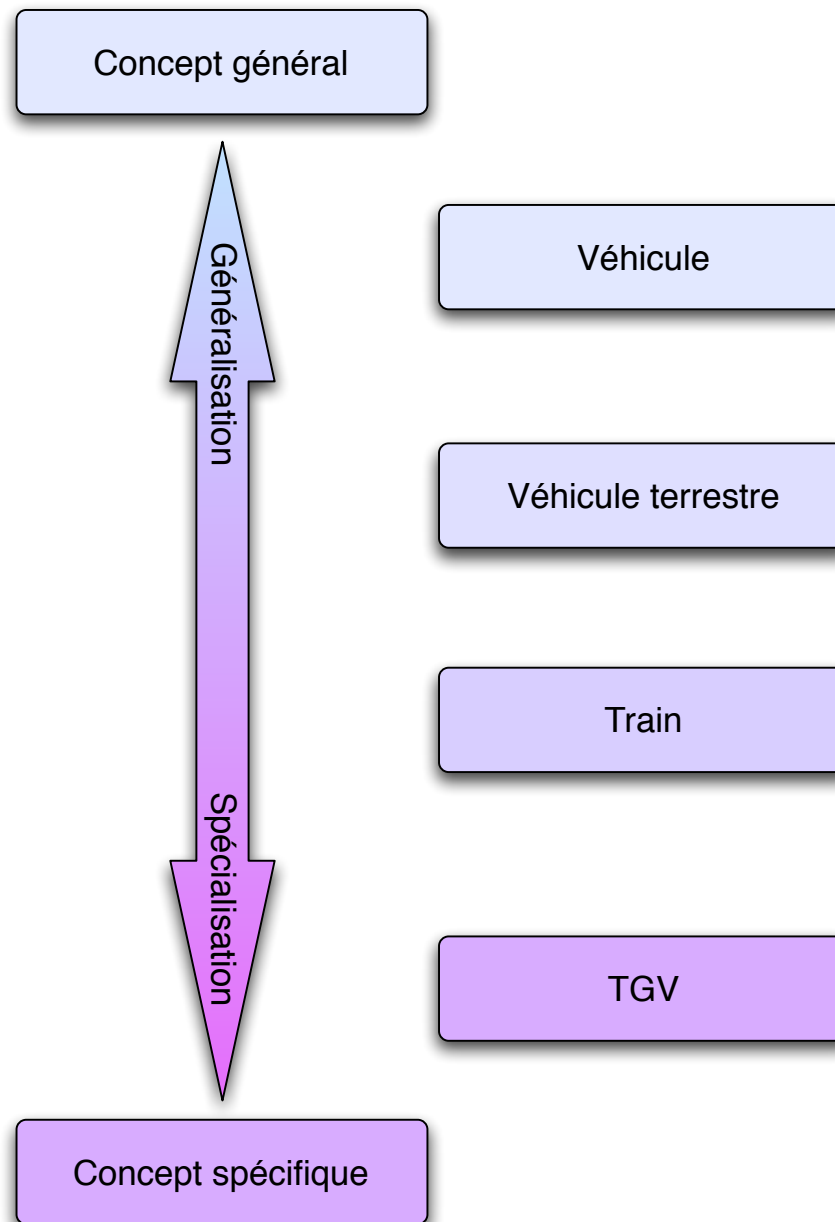 Concept général
Véhicule
Généralisation
Véhicule terrestre
Train
Spécialisation
TGV
Concept spécifique